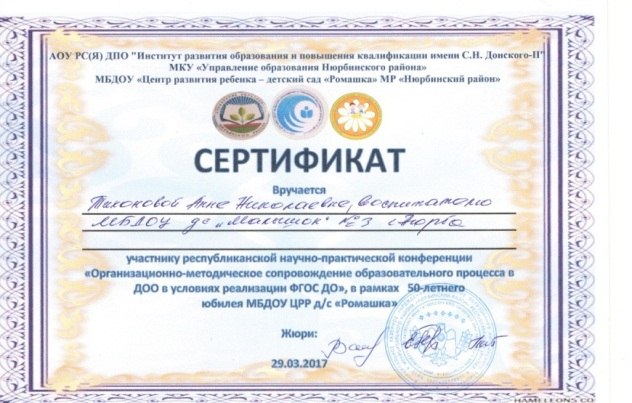 АОУ РС(Я) ДПО "Институт развития образования и повышения квалификации имени С.Н. Донского-II"
МКУ «Управление образования Нюрбинского района»
МБДОУ «Центр развития ребенка – детский сад «Ромашка» МР «Нюрбинский район»
СЕРТИФИКАТ
Вручается
Анне Николаевне, воспитателю
МБДОУ дс „Малышок"
участнику республиканской научно-практической конференции
«Организационно-методическое сопровождение образовательного процесса в
ДОО в условиях реализации ФГОС ДО», в рамках 50-летнего
юбилея МБДОУ ЦРР д/с «Ромашка»
Жюри:
29.03.2017
HAMELEONS CO